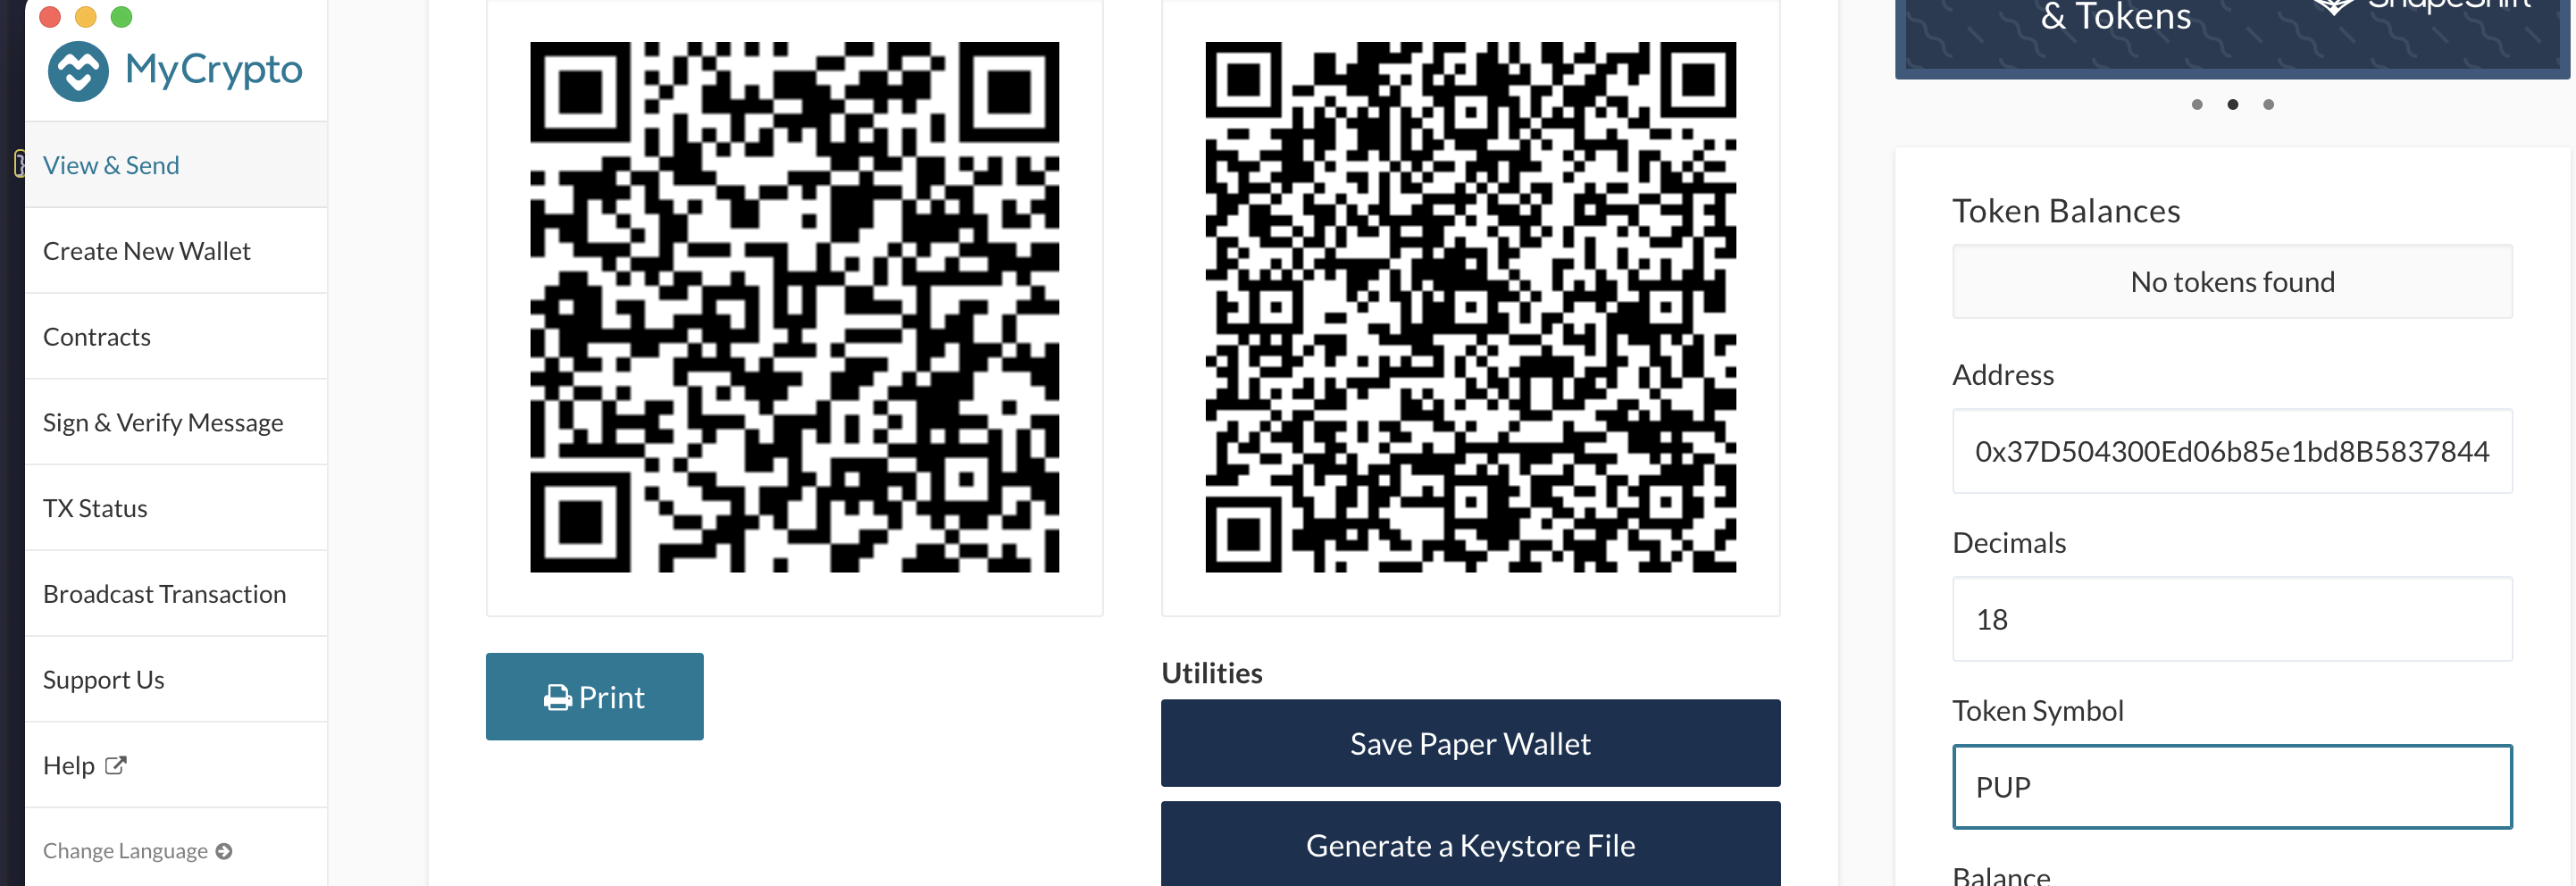 MyCrypto
View & Send
Create New Wallet
Contracts
Sign & Verify Message
TX Status
Broadcast Transaction
Support Us
Help
Change Language
Print
Utilities
Save Paper Wallet
Generate a Keystore File
& Tokens
ShapeShift
Token Balances
No tokens found
Address
0x37D504300Ed06b85e1bd8B5837844
Decimals
18
Token Symbol
PUP
Balance